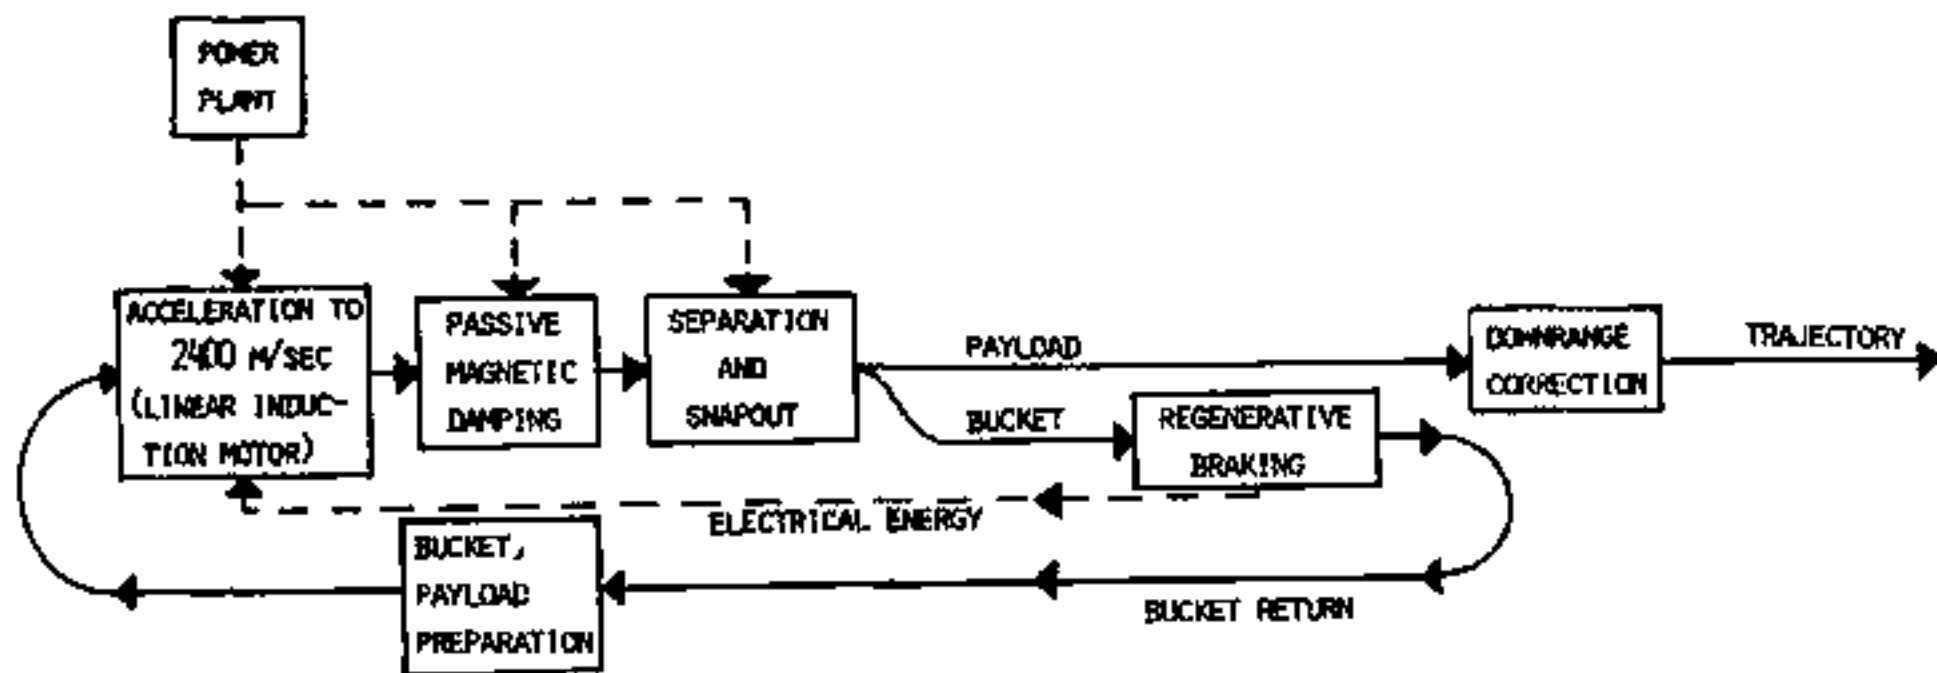 POWER
PLANT
ACCELERATION TO
2400 M/SEC
(LINEAR INDUC-
TION MOTOR)
PASSIVE
MAGNETIC
DAMPING
SEPARATION
AND
SNAPOUT
PAYLOAD
BUCKET
DOWNRANGE
CORRECTION
TRAJECTORY
REGENERATIVE
BRAKING
ELECTRICAL ENERGY
BUCKET,
PAYLOAD
PREPARATION
BUCKET RETURN